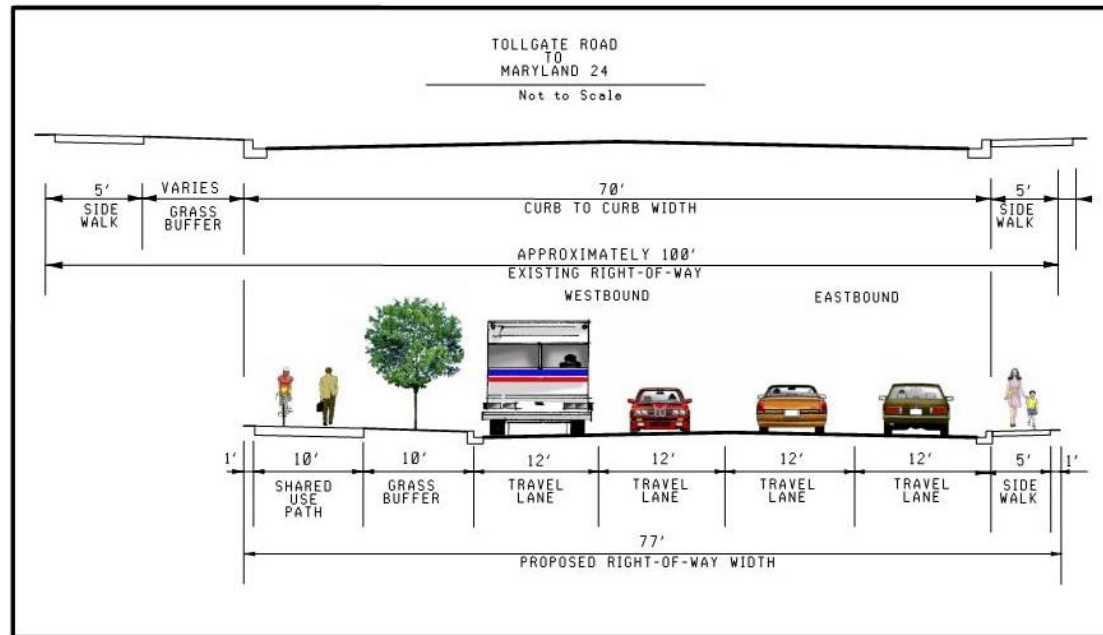 TOLLGATE ROAD
TO
MARYLAND 24
Not to Scale
5'
SIDE
WALK
VARIES
GRASS
BUFFER
70'
CURB TO CURB WIDTH
5'
SIDE
WALK
APPROXIMATELY 100'
EXISTING RIGHT-OF-WAY
WESTBOUND
EASTBOUND
1'
10'
SHARED
USE
PATH
10'
GRASS
BUFFER
12'
TRAVEL
LANE
12'
TRAVEL
LANE
12'
TRAVEL
LANE
12'
TRAVEL
LANE
5'
SIDE
WALK
1'
77'
PROPOSED RIGHT-OF-WAY WIDTH